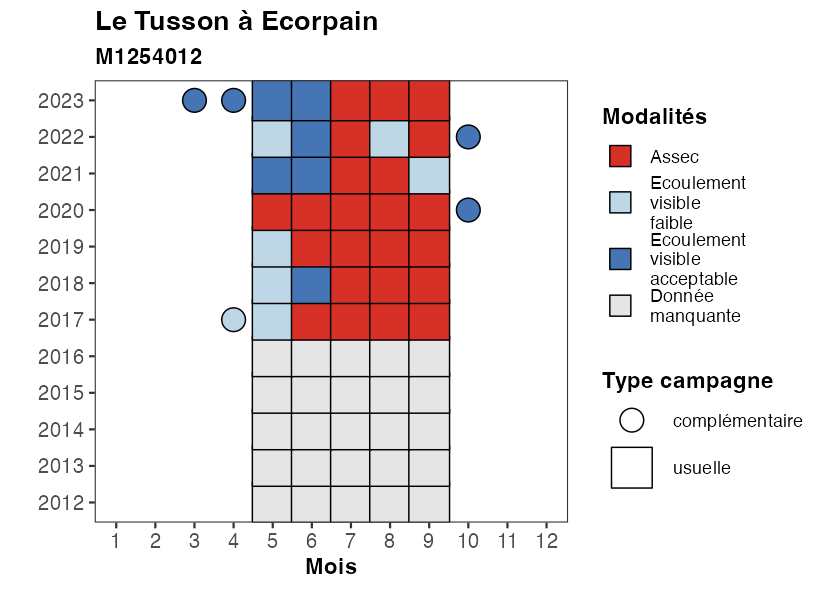 Le Tusson à Ecorpain
M1254012
2023
2022
2021
2020
2019
2018
2017
2016
2015
2014
2013
2012
1 2 3 4 5 6 7 8 9 10 11 12
Mois
Modalités
Assec
Ecoulement
visible
faible
Ecoulement
visible
acceptable
Donnée
manquante
Type campagne
complémentaire
usuelle